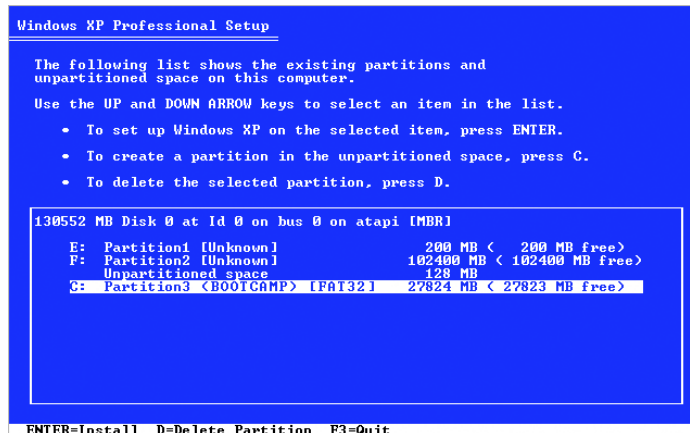 Windows XP Professional Setup
The following list shows the existing partitions and
unpartitioned space on this computer.
Use the UP and DOWN ARROW keys to select an item in the list.
• To set up Windows XP on the selected item, press ENTER.
• To create a partition in the unpartitioned space, press C.
• To delete the selected partition, press D.
130552 MB Disk 0 at Id 0 on bus 0 on atapi [MBR]
E: Partition1 [Unknown] 200 MB ( 200 MB free)
F: Partition2 [Unknown] 102400 MB ( 102400 MB free)
Unpartitioned space 128 MB
C: Partition3 (BOOTCAMP) [FAT32] 27824 MB ( 27823 MB free)
ENTER=Install D=Delete Partition F3=Quit